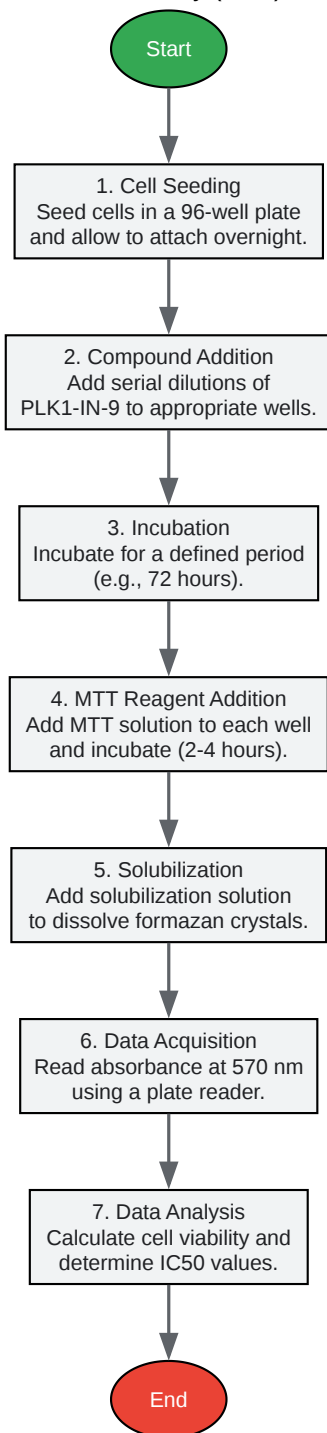 Start
1. Cell Seeding
Seed cells in a 96-well plate
and allow to attach overnight.
2. Compound Addition
Add serial dilutions of
PLK1-IN-9 to appropriate wells.
3. Incubation
Incubate for a defined period
(e.g., 72 hours).
4. MTT Reagent Addition
Add MTT solution to each well
and incubate (2-4 hours).
5. Solubilization
Add solubilization solution
to dissolve formazan crystals.
6. Data Acquisition
Read absorbance at 570 nm
using a plate reader.
7. Data Analysis
Calculate cell viability and
determine IC50 values.
End